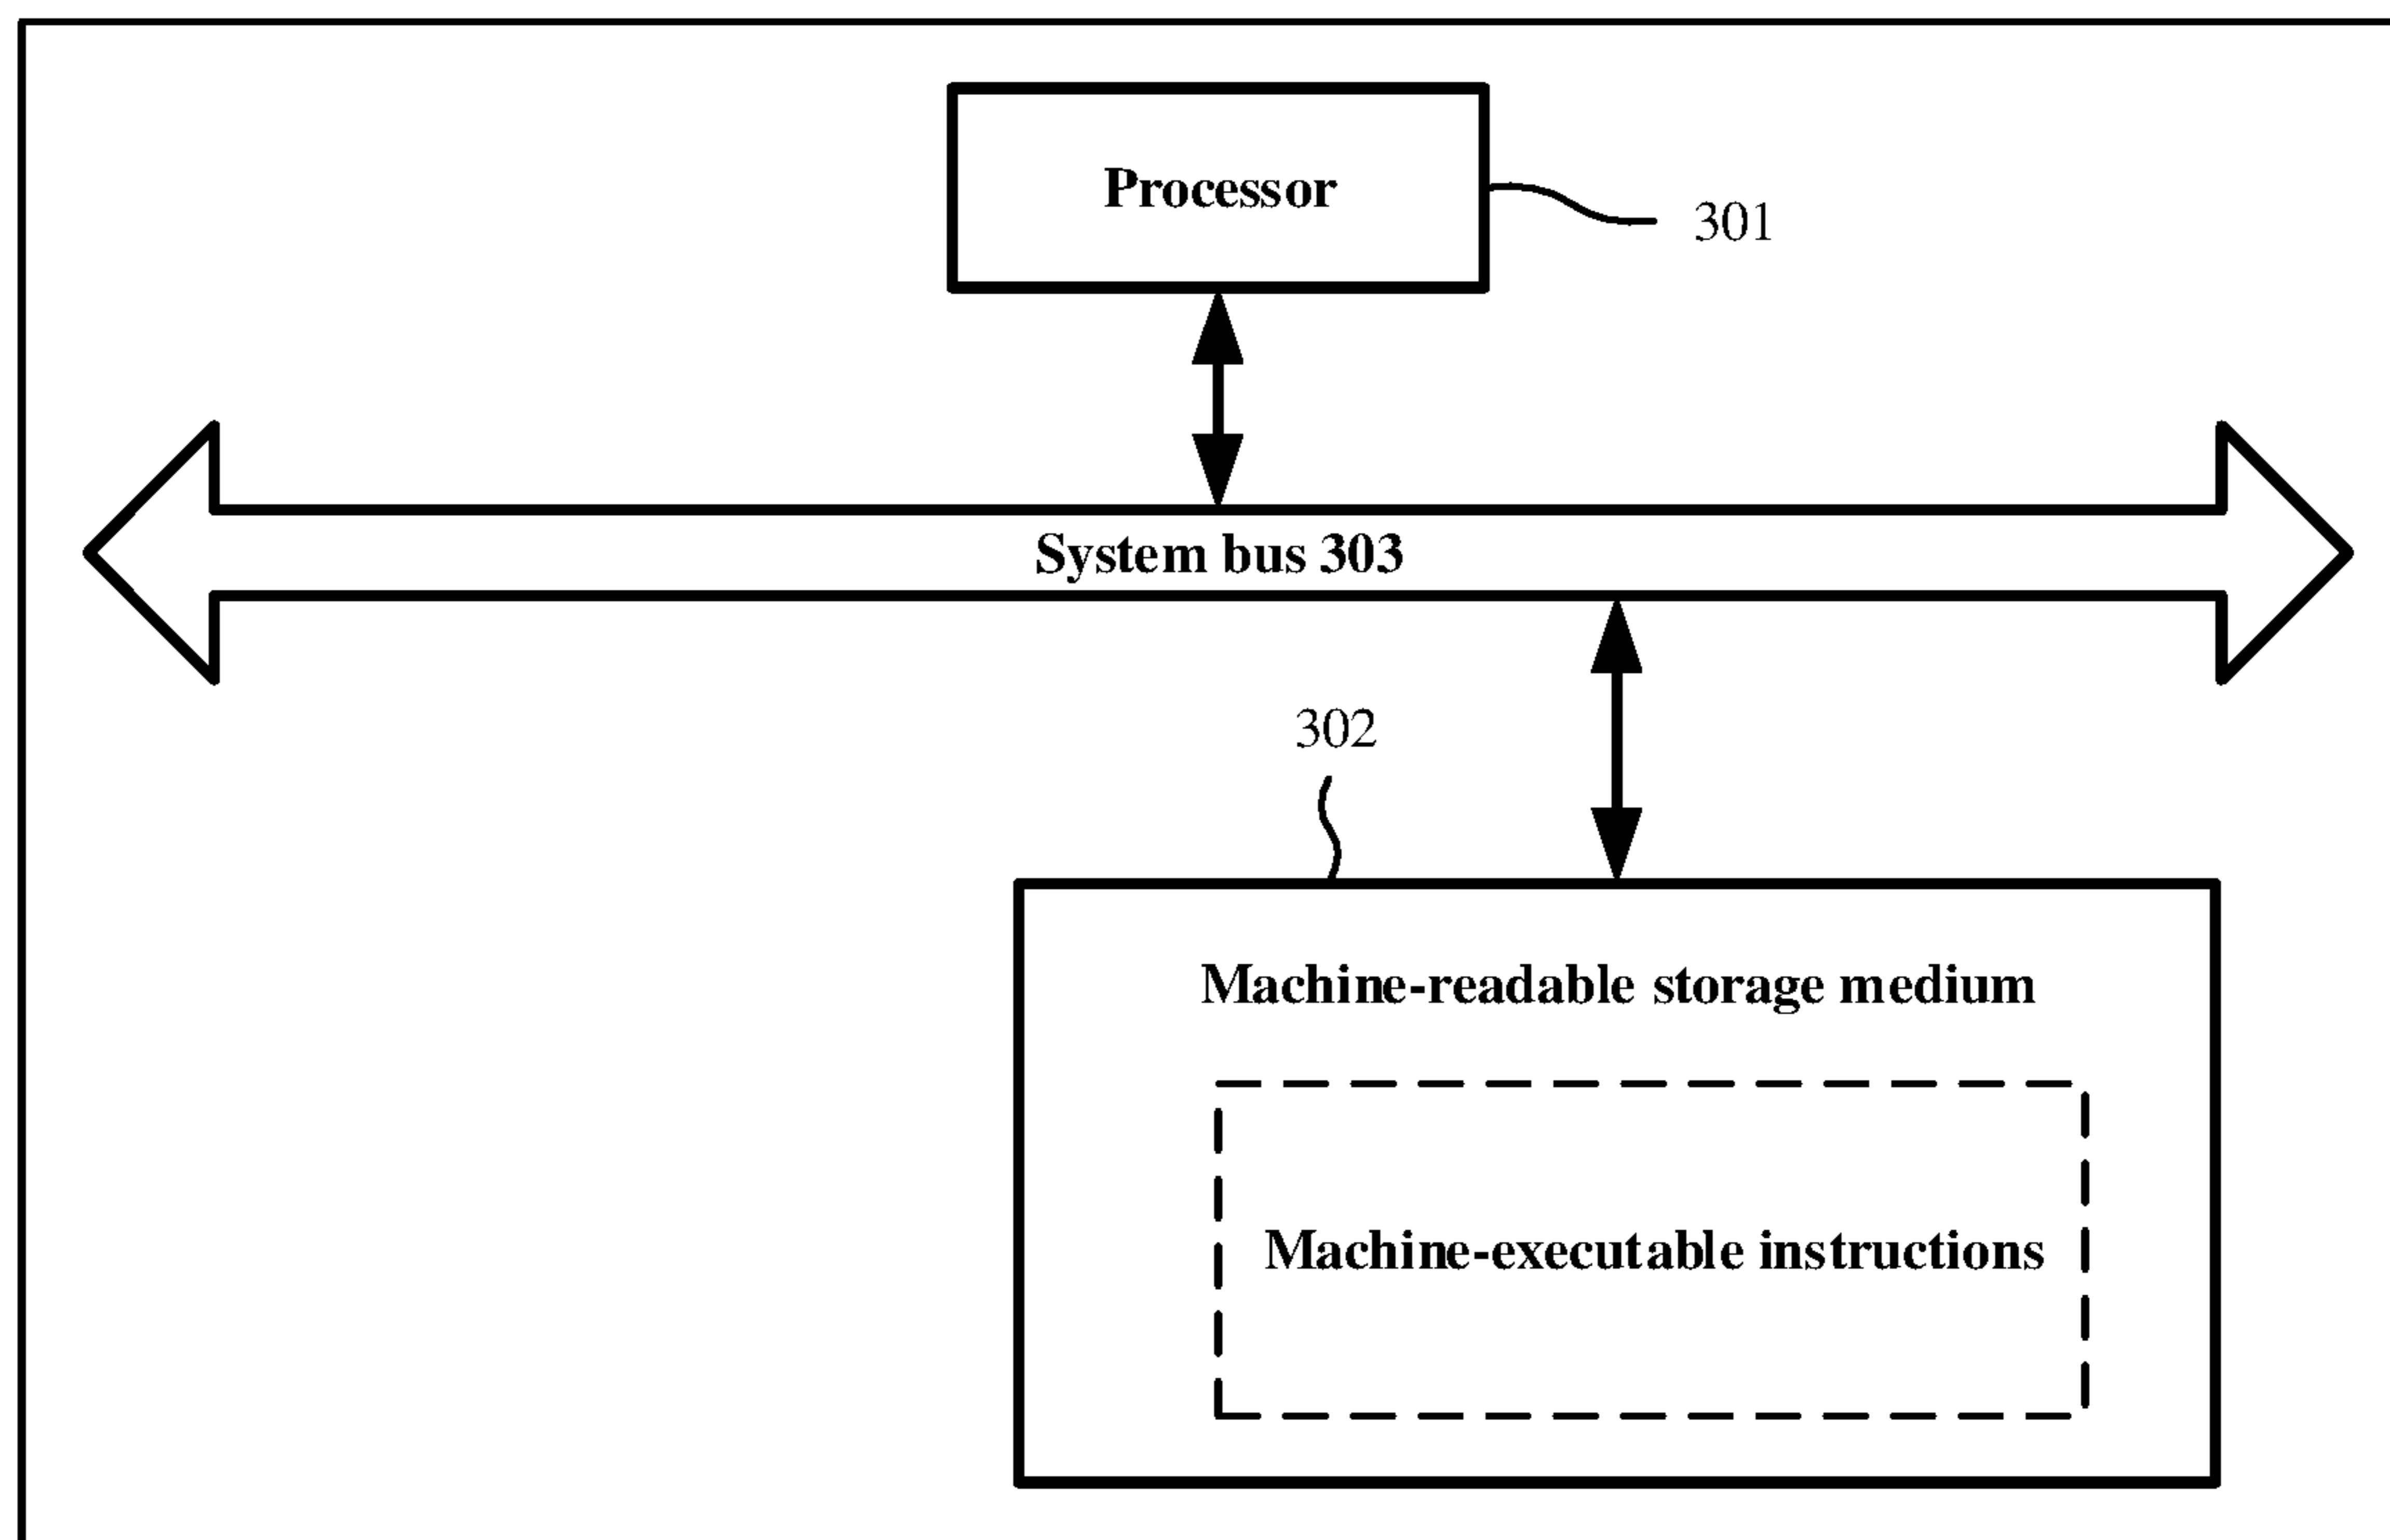 Processor
301
System bus 303
302
Machine-readable storage medium
Machine-executable instructions